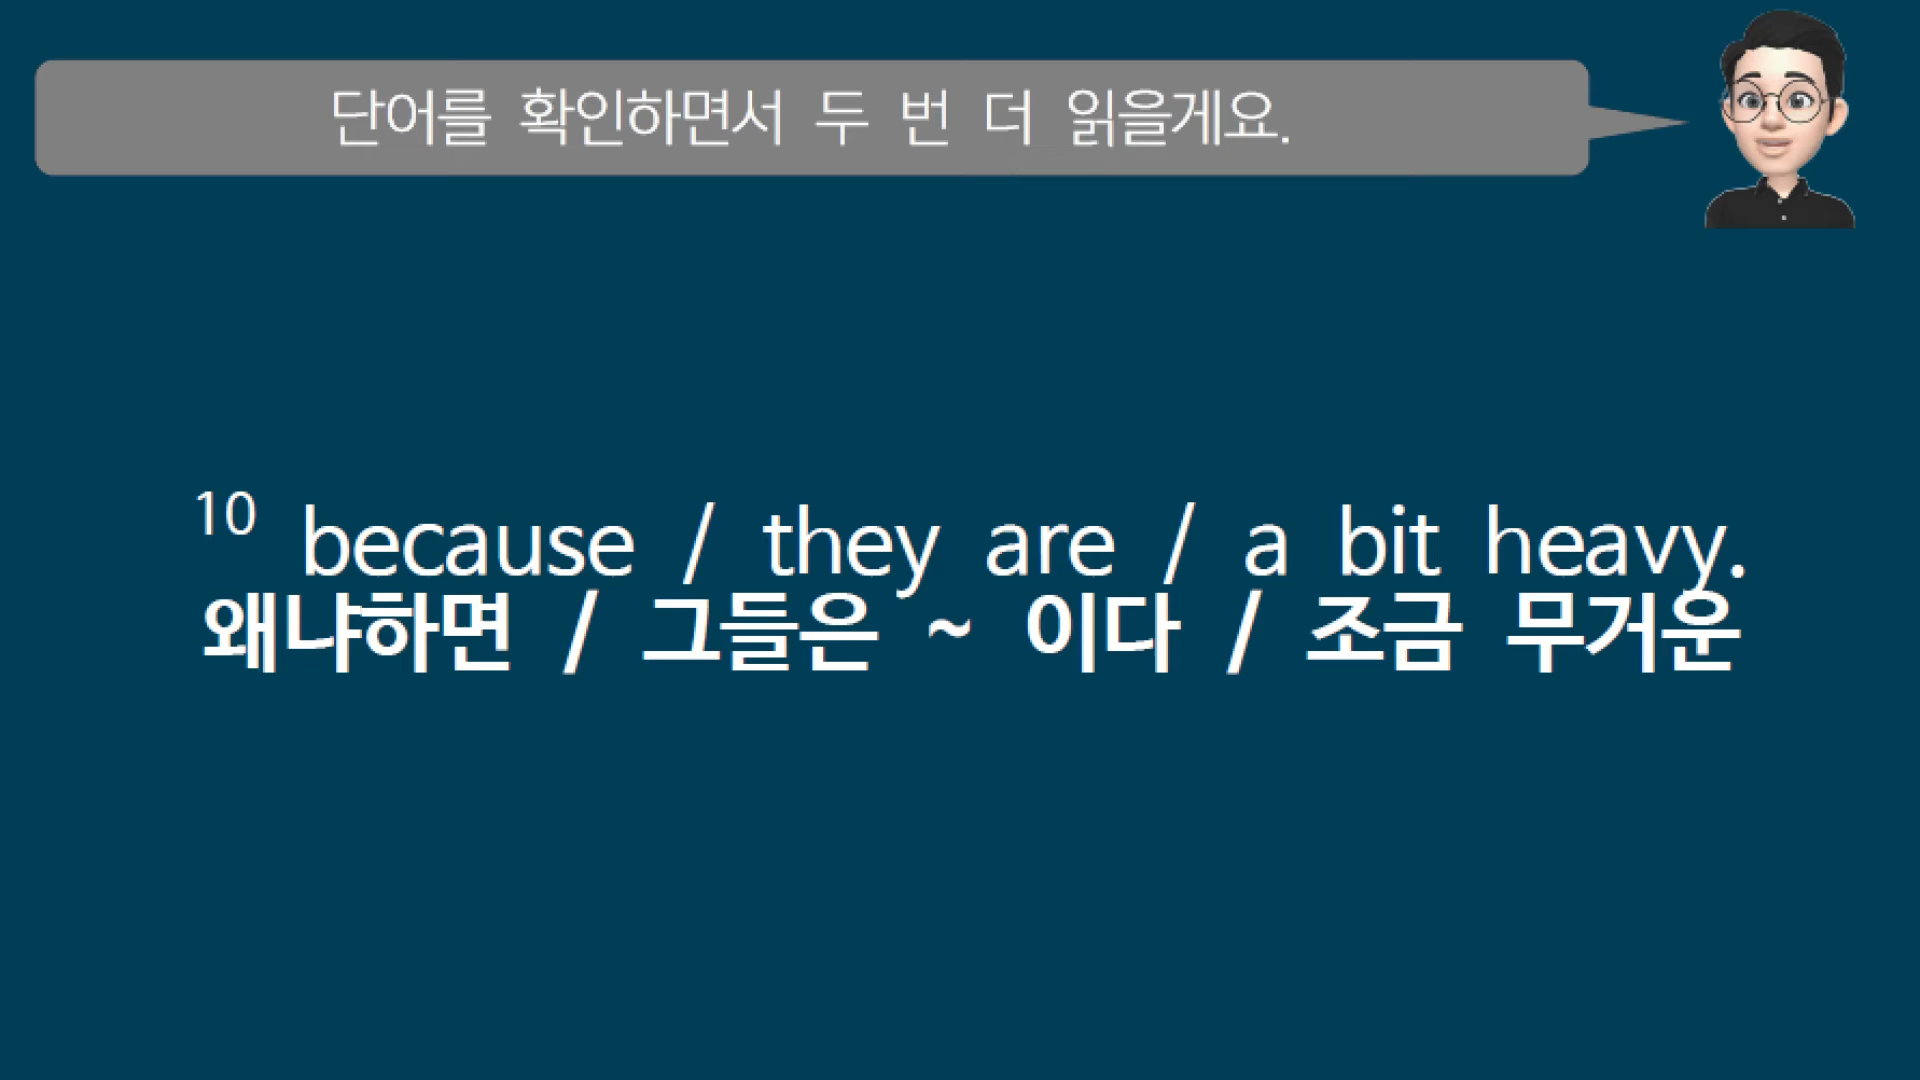 단어를 확인하면서 두 번 더 읽을게요.
10 because / they are / a bit heavy.
왜냐하면 / 그들은 ~ 이다 / 조금 무거운